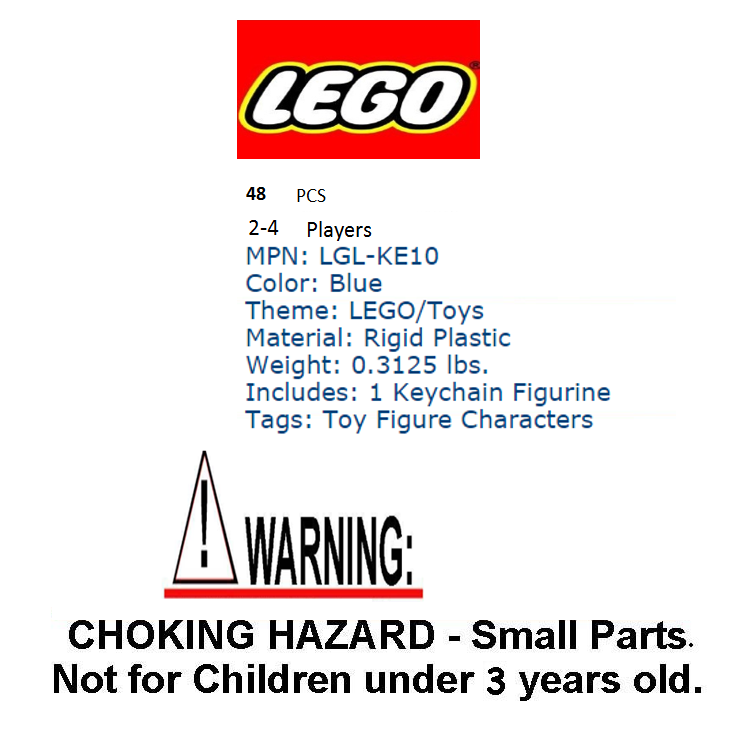 LEGO®
48 PCS
2-4 Players
MPN: LGL-KE10
Color: Blue
Theme: LEGO/Toys
Material: Rigid Plastic
Weight: 0.3125 lbs.
Includes: 1 Keychain Figurine
Tags: Toy Figure Characters
! WARNING:
CHOKING HAZARD - Small Parts.
Not for Children under 3 years old.